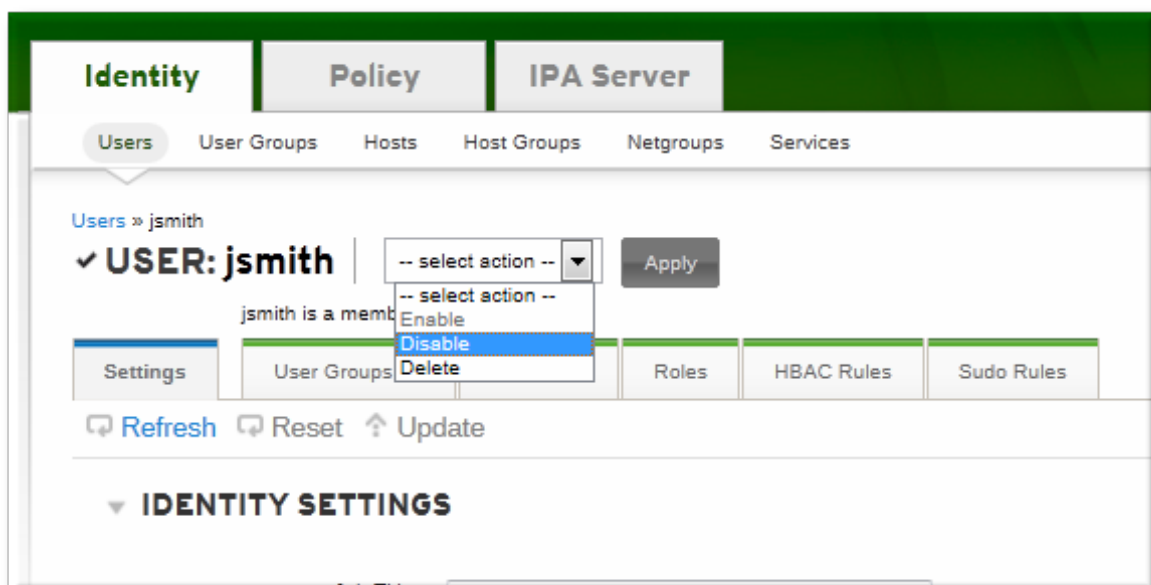 Identity Policy IPA Server
Users User Groups Hosts Host Groups Netgroups Services
Users » jsmith
✔ USER: jsmith -- select action -- Apply
-- select action --
jsmith is a memb
Enable
Disable
Delete
Settings User Groups Roles HBAC Rules Sudo Rules
Refresh Reset Update
IDENTITY SETTINGS